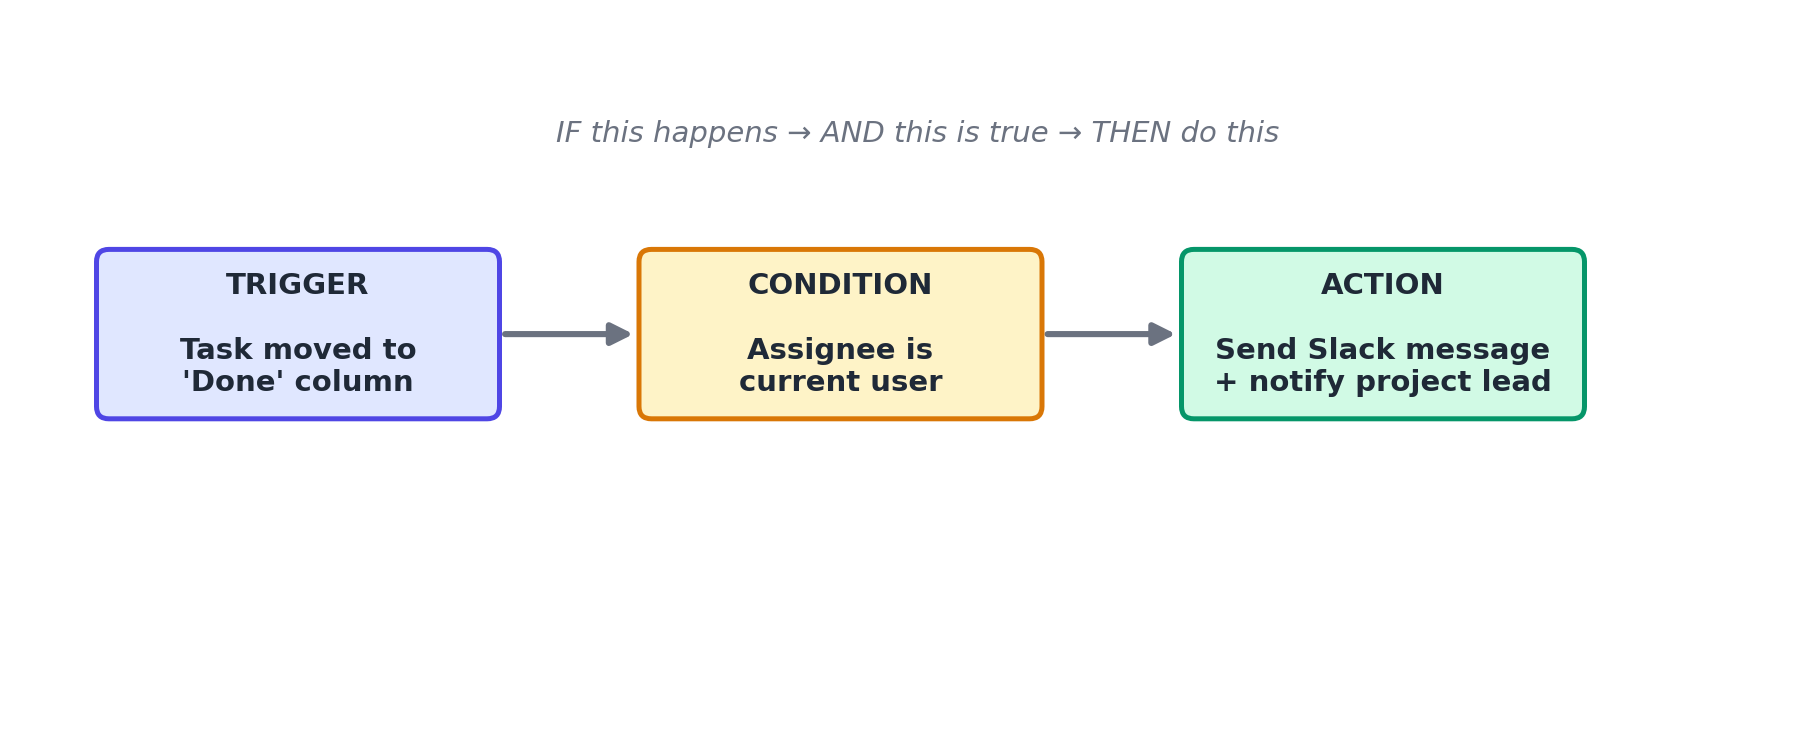 IF this happens → AND this is true → THEN do this
TRIGGER
Task moved to
'Done' column
CONDITION
Assignee is
current user
ACTION
Send Slack message
+ notify project lead